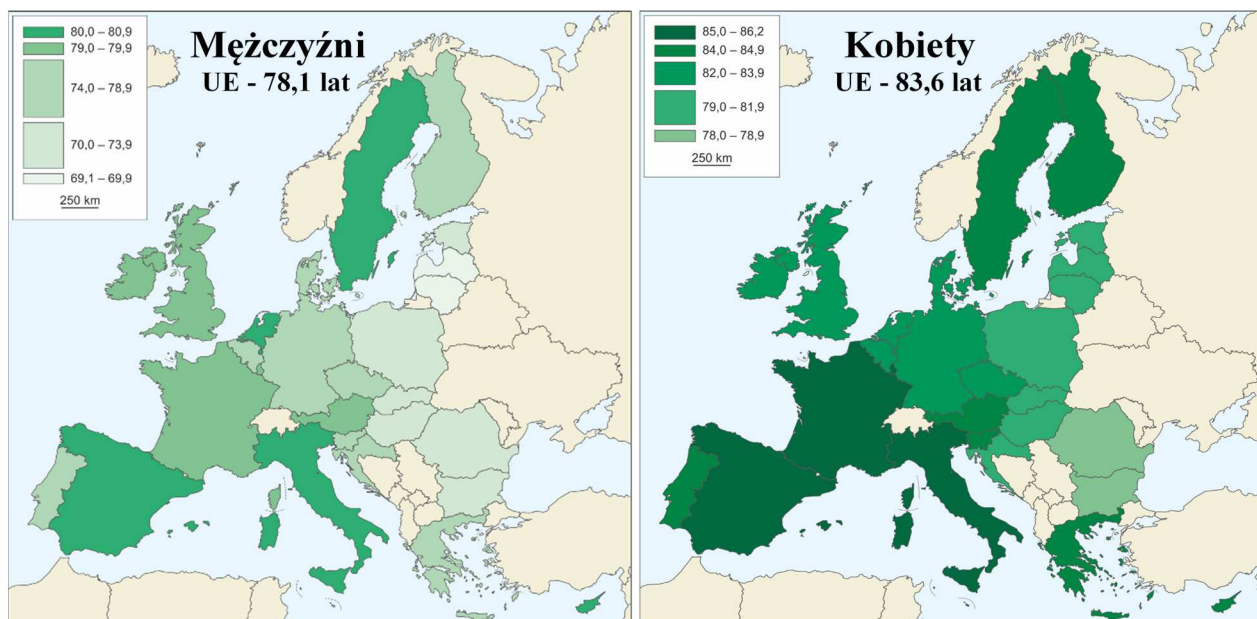 80,0 – 80,9
79,0 – 79,9
74,0 – 78,9
70,0 – 73,9
69,1 – 69,9
250 km
Mężczyźni
UE - 78,1 lat
85,0 – 86,2
84,0 – 84,9
82,0 – 83,9
79,0 – 81,9
78,0 – 78,9
250 km
Kobiety
UE - 83,6 lat